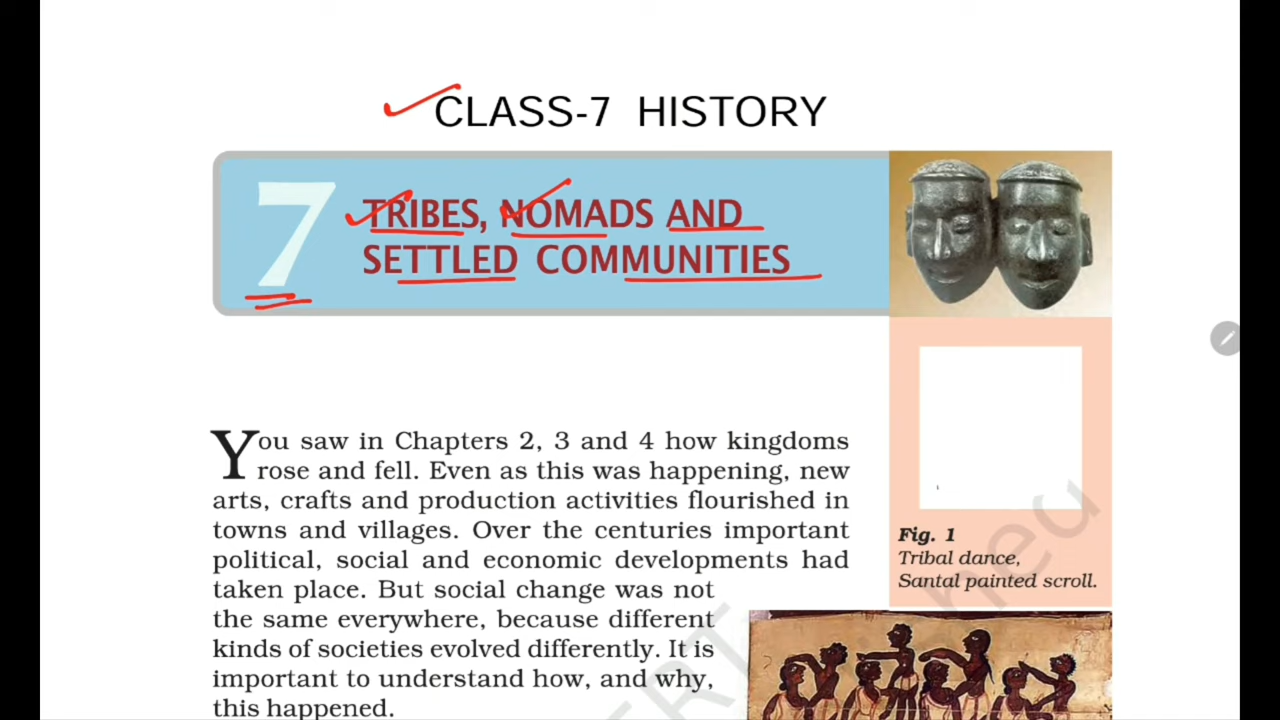 CLASS-7 HISTORY
7
TRIBES, NOMADS AND
SETTLED COMMUNITIES
You saw in Chapters 2, 3 and 4 how kingdoms
rose and fell. Even as this was happening, new
arts, crafts and production activities flourished in
towns and villages. Over the centuries important
political, social and economic developments had
taken place. But social change was not
the same everywhere, because different
kinds of societies evolved differently. It is
important to understand how, and why,
this happened.
Fig. 1
Tribal dance,
Santal painted scroll.